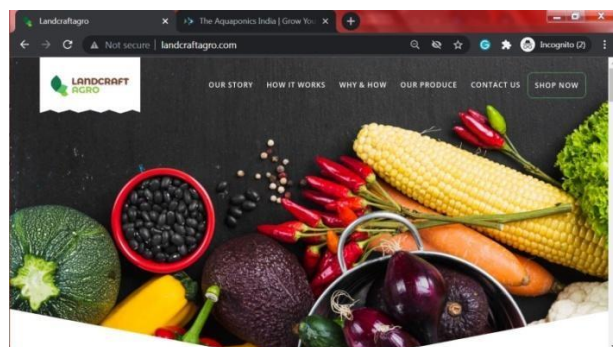 Landcraftagro
The Aquaponics India | Grow You
Not secure | landcraftagro.com
Incognito (2)
LANDCRAFT
AGRO
OUR STORY HOW IT WORKS WHY & HOW OUR PRODUCE CONTACT US SHOP NOW